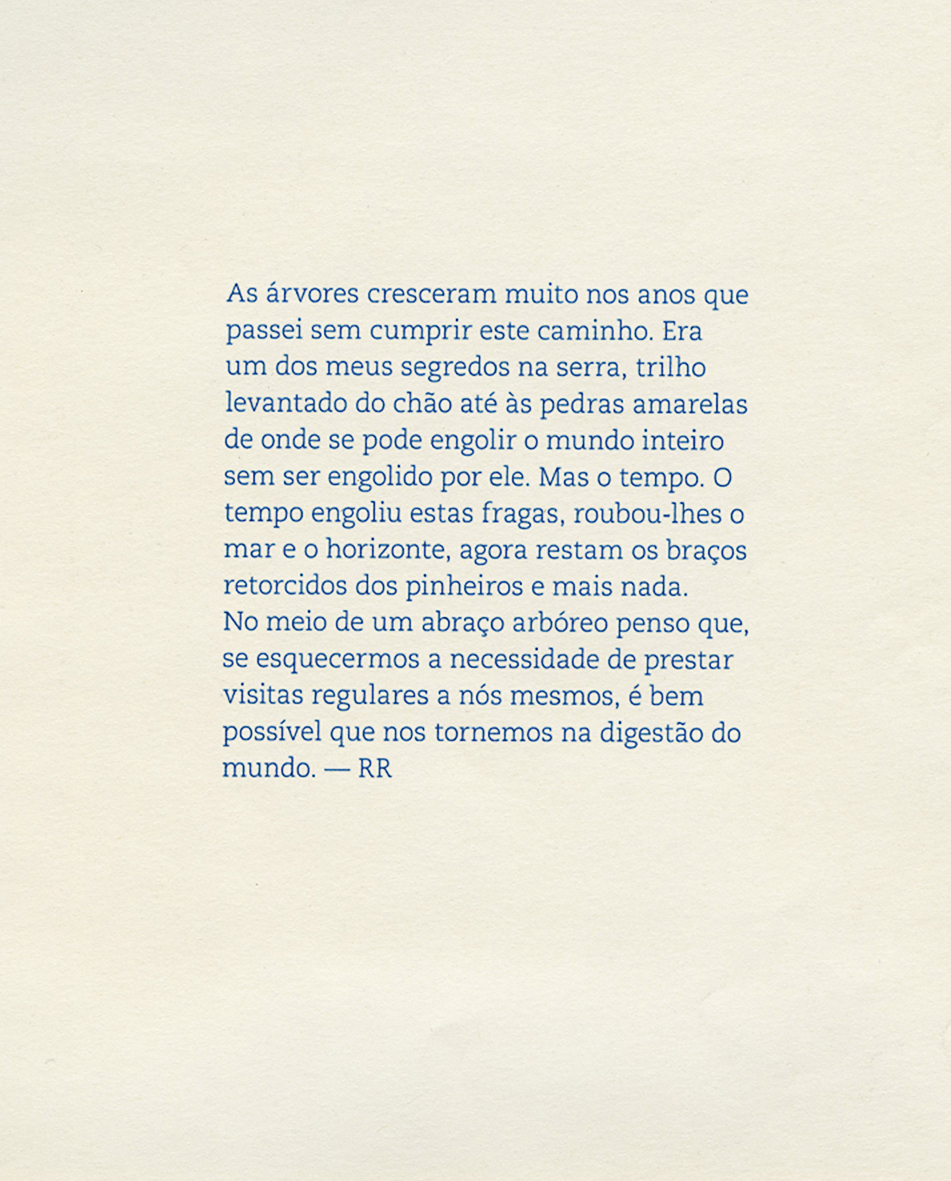 As árvores cresceram muito nos anos que
passei sem cumprir este caminho. Era
um dos meus segredos na serra, trilho
levantado do chão até às pedras amarelas
de onde se pode engolir o mundo inteiro
sem ser engolido por ele. Mas o tempo. O
tempo engoliu estas fragas, roubou-lhes o
mar e o horizonte, agora restam os braços
retorcidos dos pinheiros e mais nada.
No meio de um abraço arbóreo penso que,
se esquecermos a necessidade de prestar
visitas regulares a nós mesmos, é bem
possível que nos tornemos na digestão do
mundo. — RR